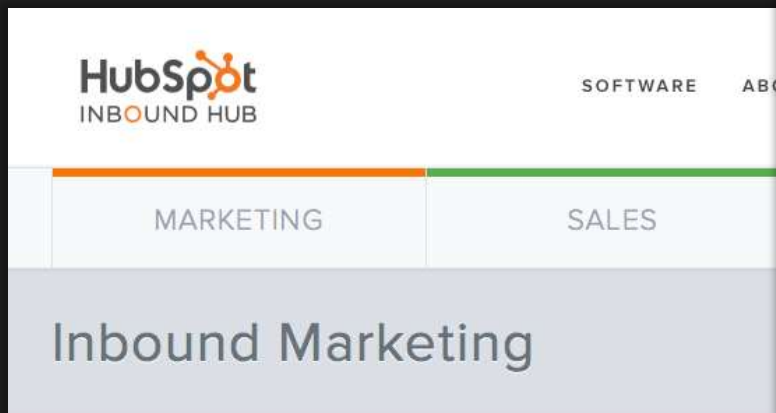 HubSpot
INBOUND HUB
SOFTWARE
MARKETING SALES
Inbound Marketing